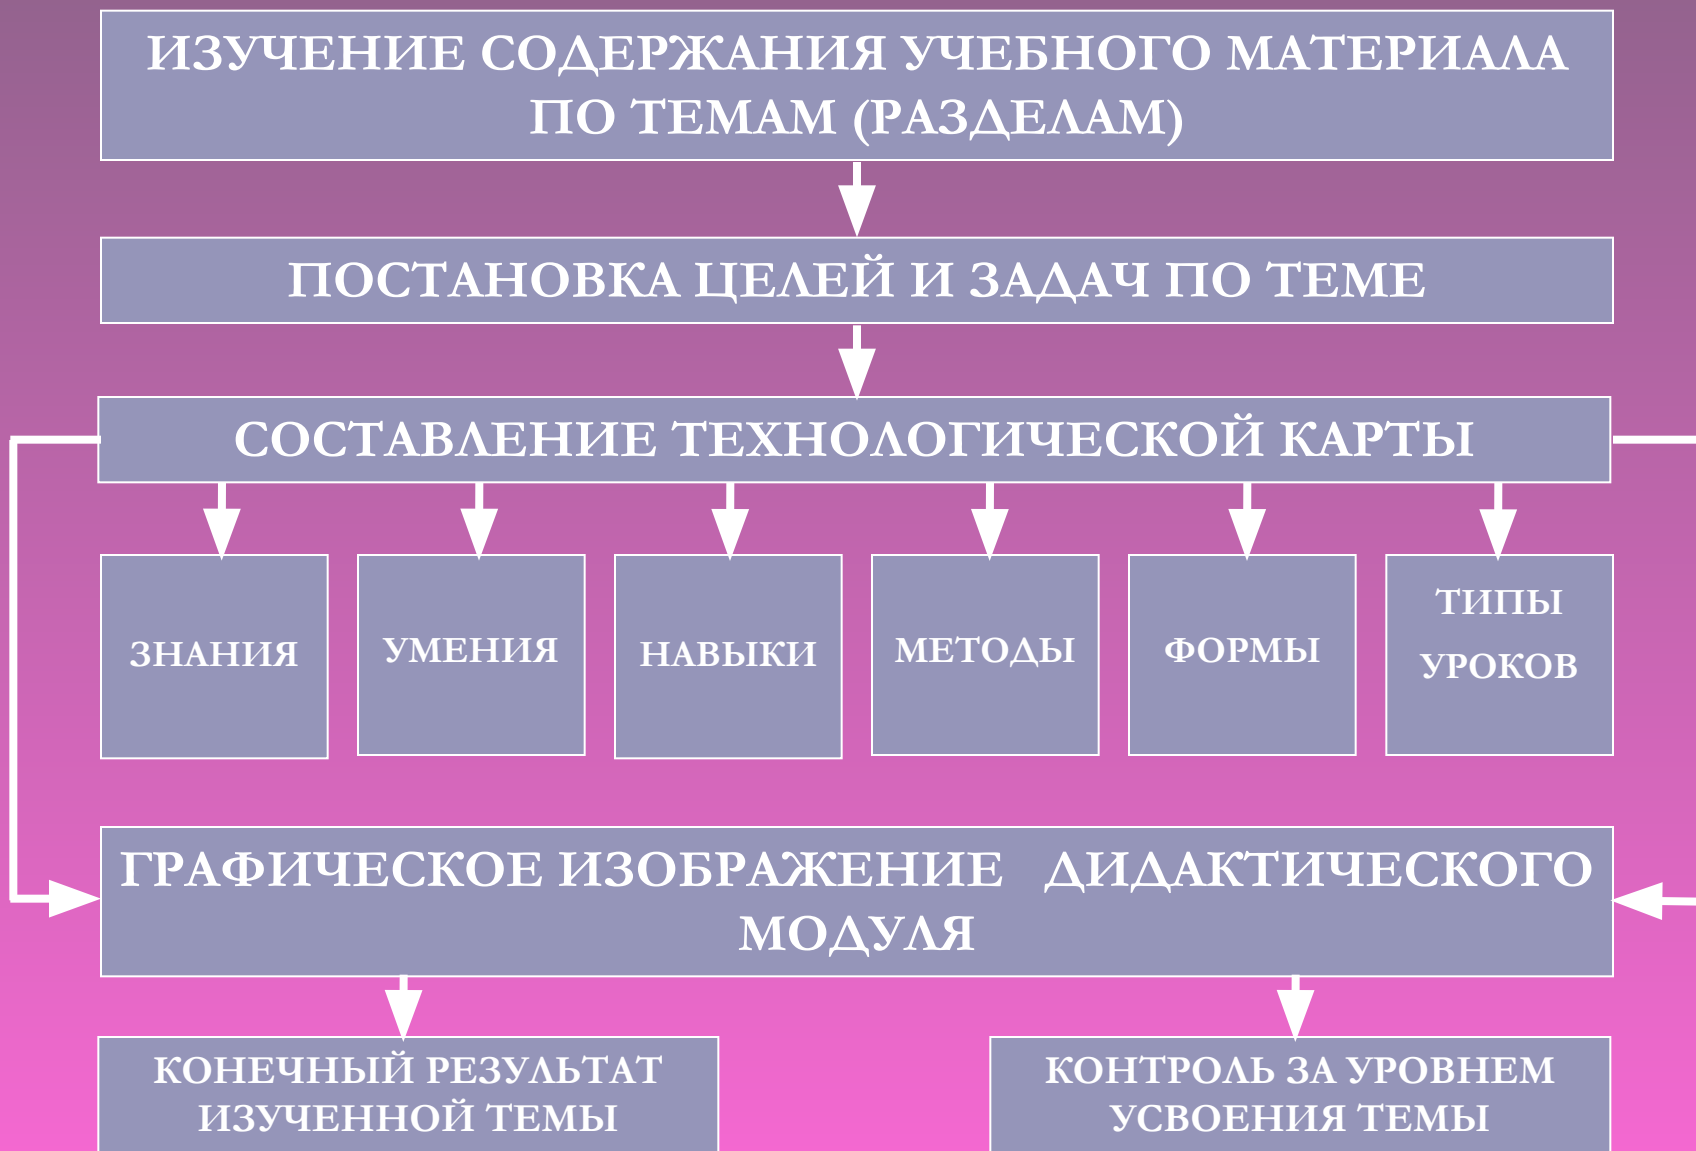 ИЗУЧЕНИЕ СОДЕРЖАНИЯ УЧЕБНОГО МАТЕРИАЛА
ПО ТЕМАМ (РАЗДЕЛАМ)
ПОСТАНОВКА ЦЕЛЕЙ И ЗАДАЧ ПО ТЕМЕ
СОСТАВЛЕНИЕ ТЕХНОЛОГИЧЕСКОЙ КАРТЫ
ЗНАНИЯ
УМЕНИЯ
НАВЫКИ
МЕТОДЫ
ФОРМЫ
ТИПЫ
УРОКОВ
ГРАФИЧЕСКОЕ ИЗОБРАЖЕНИЕ ДИДАКТИЧЕСКОГО
МОДУЛЯ
КОНЕЧНЫЙ РЕЗУЛЬТАТ
ИЗУЧЕННОЙ ТЕМЫ
КОНТРОЛЬ ЗА УРОВНЕМ
УСВОЕНИЯ ТЕМЫ